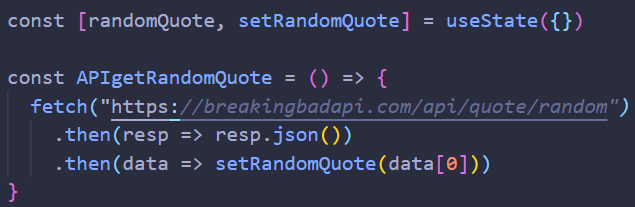 const [randomQuote, setRandomQuote] = useState({})
const APIgetRandomQuote = () => {
fetch("https://breakingbadapi.com/api/quote/random")
.then(resp => resp.json())
.then(data => setRandomQuote(data[0]))
}